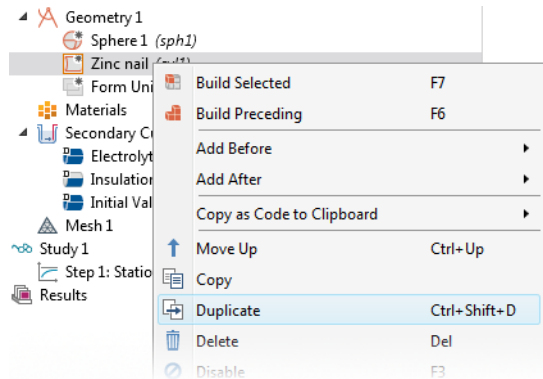 Geometry 1
Sphere 1 (sph1)
Zinc nail (cyl1)
Form Uni
Materials
Secondary Cu
Electrolyt
Insulation
Initial Val
Mesh 1
Study 1
Step 1: Statio
Results
Build Selected F7
Build Preceding F6
Add Before
Add After
Copy as Code to Clipboard
Move Up Ctrl+Up
Copy
Duplicate Ctrl+Shift+D
Delete Del
Disable F3